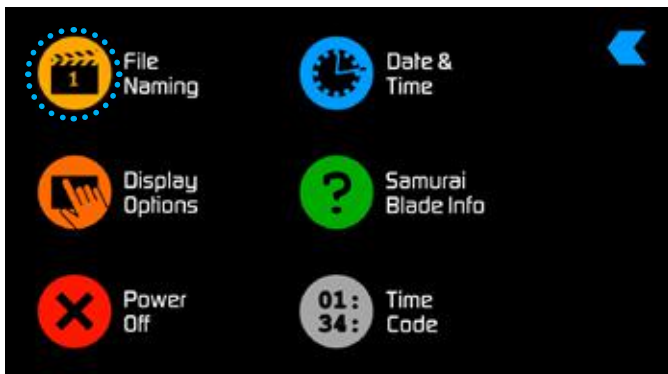 File
Naming
1
Date &
Time
Display
Options
?
Samurai
Blade Info
Power
Off
01:
34:
Time
Code